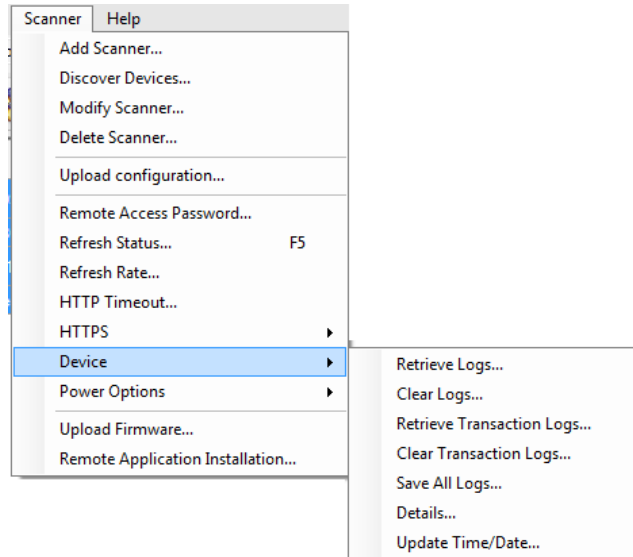 Scanner Help
Add Scanner...
Discover Devices...
Modify Scanner...
Delete Scanner...
Upload configuration...
Remote Access Password...
Refresh Status... F5
Refresh Rate...
HTTP Timeout...
HTTPS
Device
Power Options
Upload Firmware...
Remote Application Installation...
Retrieve Logs...
Clear Logs...
Retrieve Transaction Logs...
Clear Transaction Logs...
Save All Logs...
Details...
Update Time/Date...